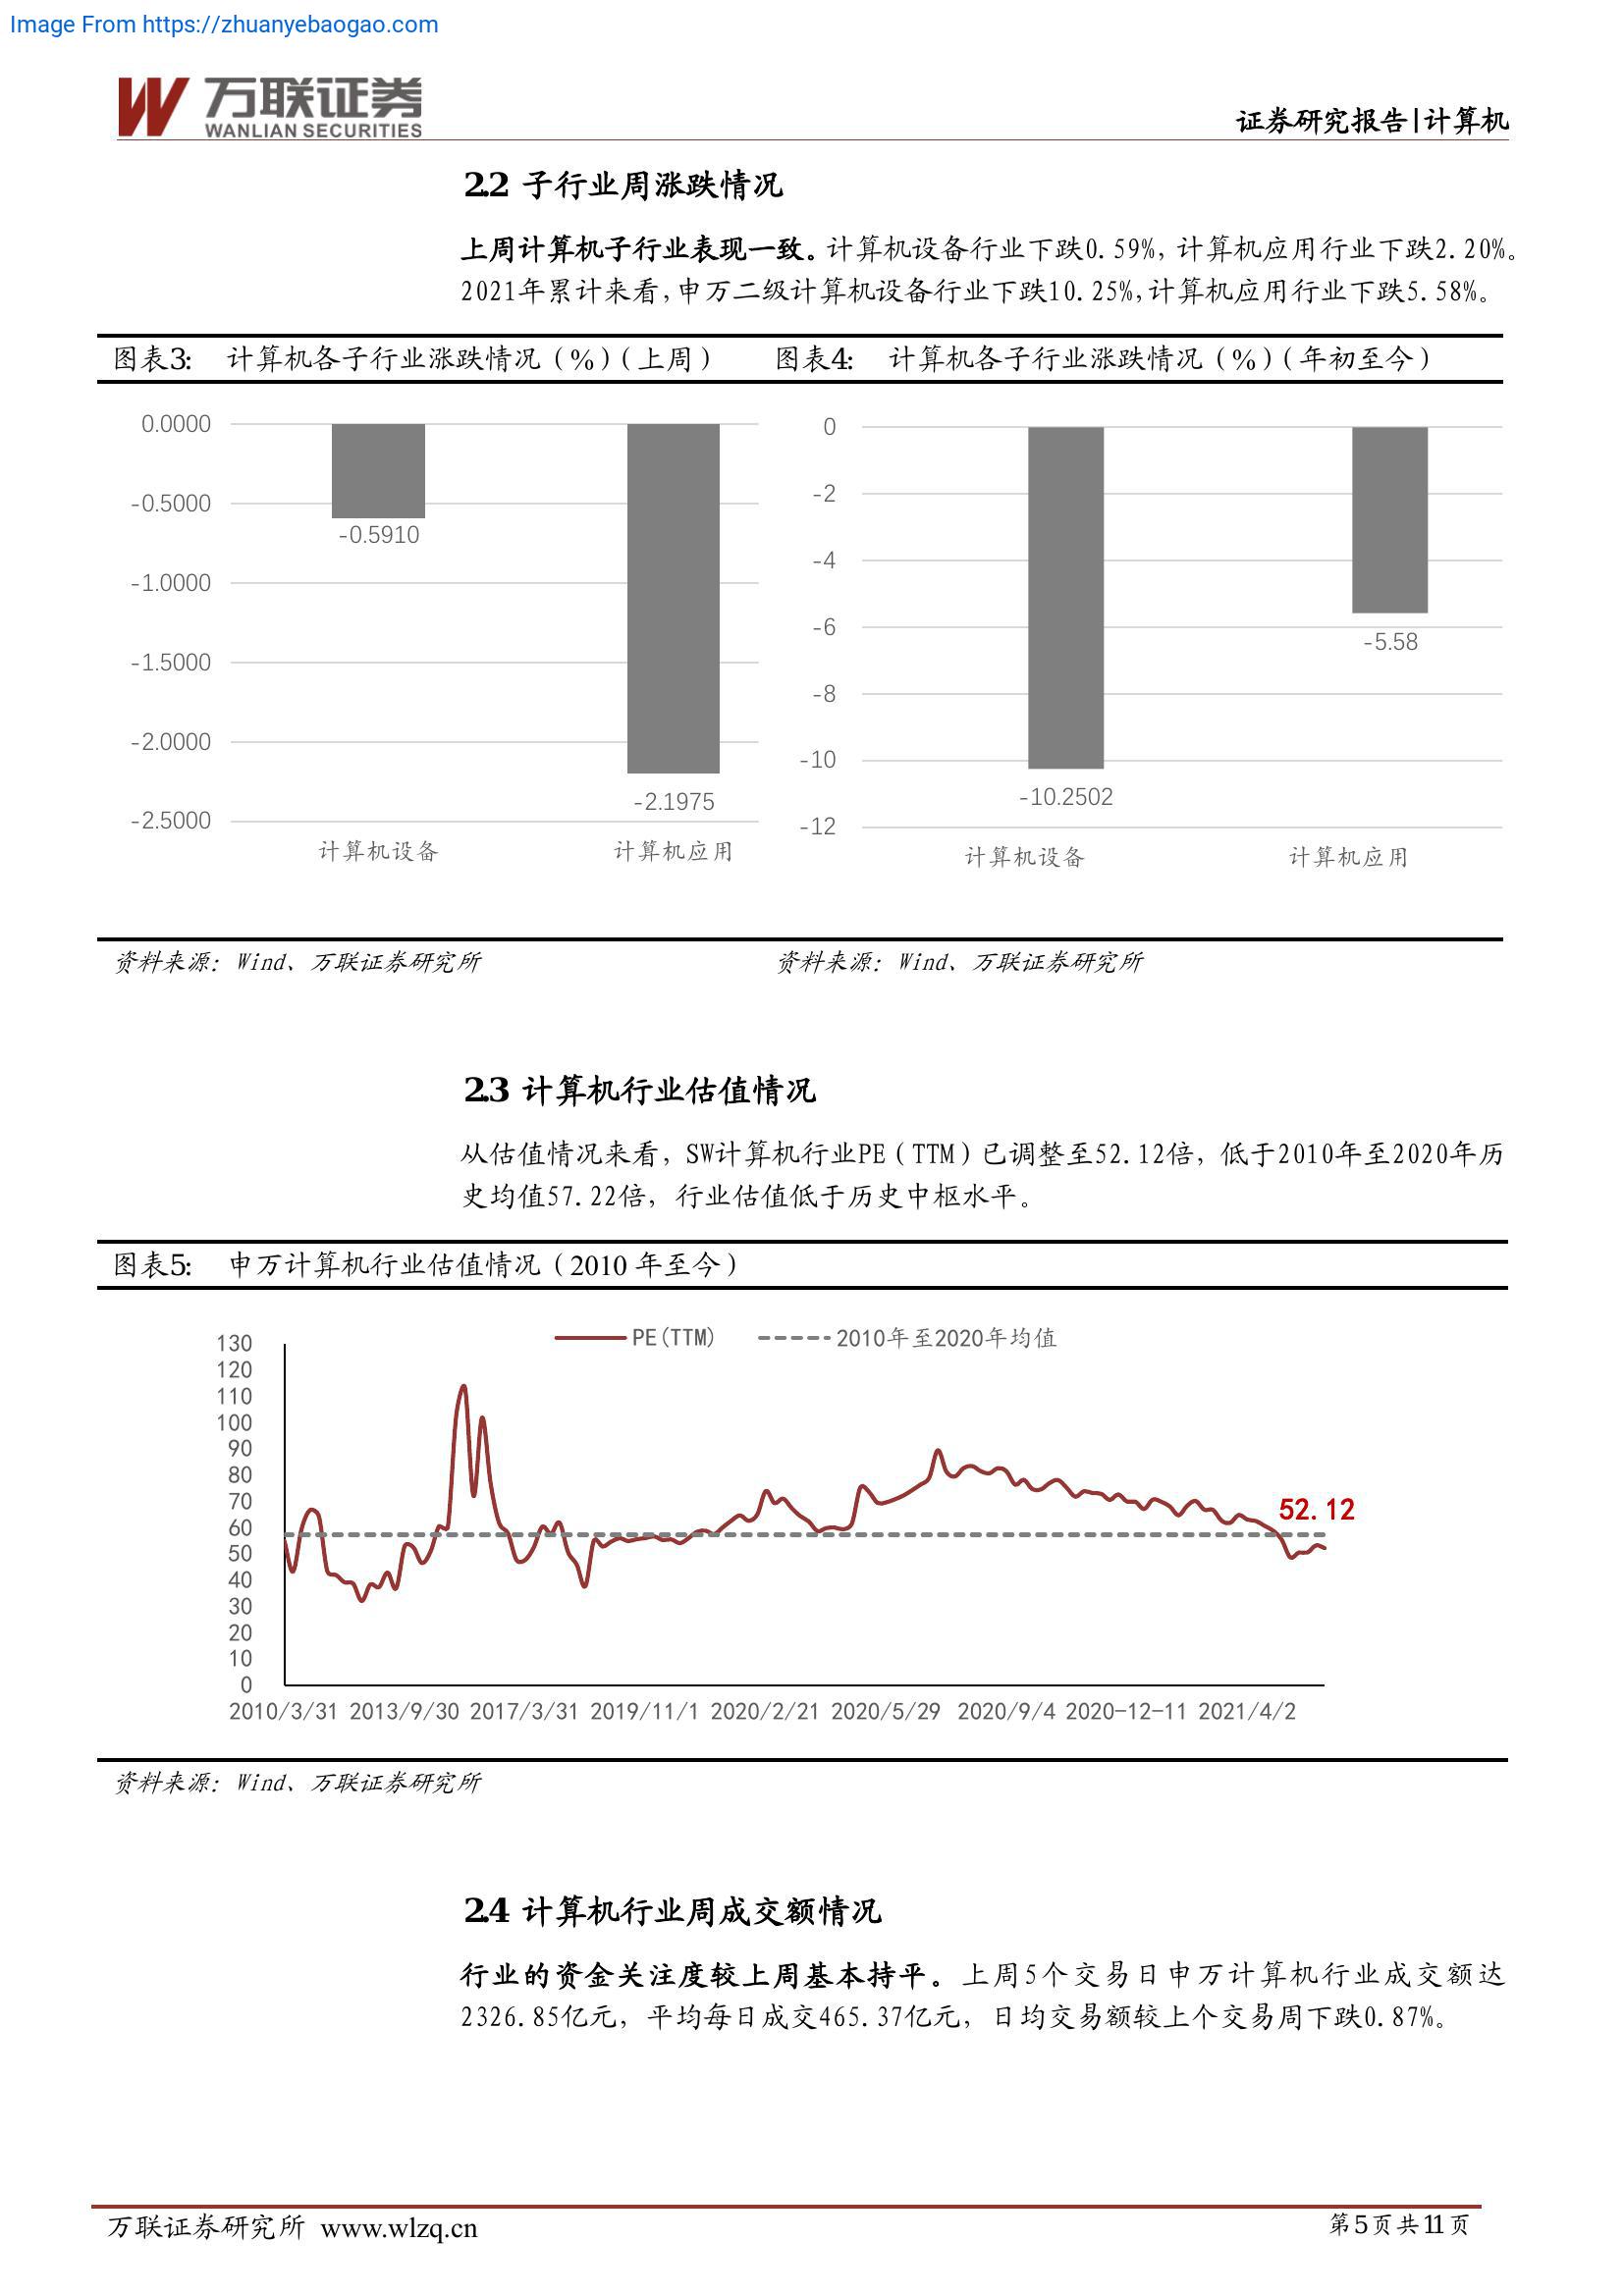 Image From https://zhuanyebaogao.com
万联证券
WANLIAN SECURITIES
证券研究报告|计算机
2.2 子行业周涨跌情况
上周计算机子行业表现一致。计算机设备行业下跌0.59%，计算机应用行业下跌2.20%。
2021年累计来看，申万二级计算机设备行业下跌10.25%，计算机应用行业下跌5.58%。
图表3： 计算机各子行业涨跌情况（%）（上周）
0.0000
-0.5000
-1.0000
-1.5000
-2.0000
-2.5000
-0.5910
-2.1975
计算机设备 计算机应用
图表4： 计算机各子行业涨跌情况（%）（年初至今）
0
-2
-4
-6
-8
-10
-12
-10.2502
-5.58
计算机设备 计算机应用
资料来源：Wind、万联证券研究所
资料来源：Wind、万联证券研究所
2.3 计算机行业估值情况
从估值情况来看，SW计算机行业PE（TTM）已调整至52.12倍，低于2010年至2020年历
史均值57.22倍，行业估值低于历史中枢水平。
图表5： 申万计算机行业估值情况（2010 年至今）
PE(TTM) 2010年至2020年均值
130
120
110
100
90
80
70
60
50
40
30
20
10
0
52.12
2010/3/31 2013/9/30 2017/3/31 2019/11/1 2020/2/21 2020/5/29 2020/9/4 2020-12-11 2021/4/2
资料来源：Wind、万联证券研究所
2.4 计算机行业周成交额情况
行业的资金关注度较上周基本持平。上周5个交易日申万计算机行业成交额达
2326.85亿元，平均每日成交465.37亿元，日均交易额较上个交易周下跌0.87%。
万联证券研究所 www.wlzq.cn
第 5 页 共 11 页